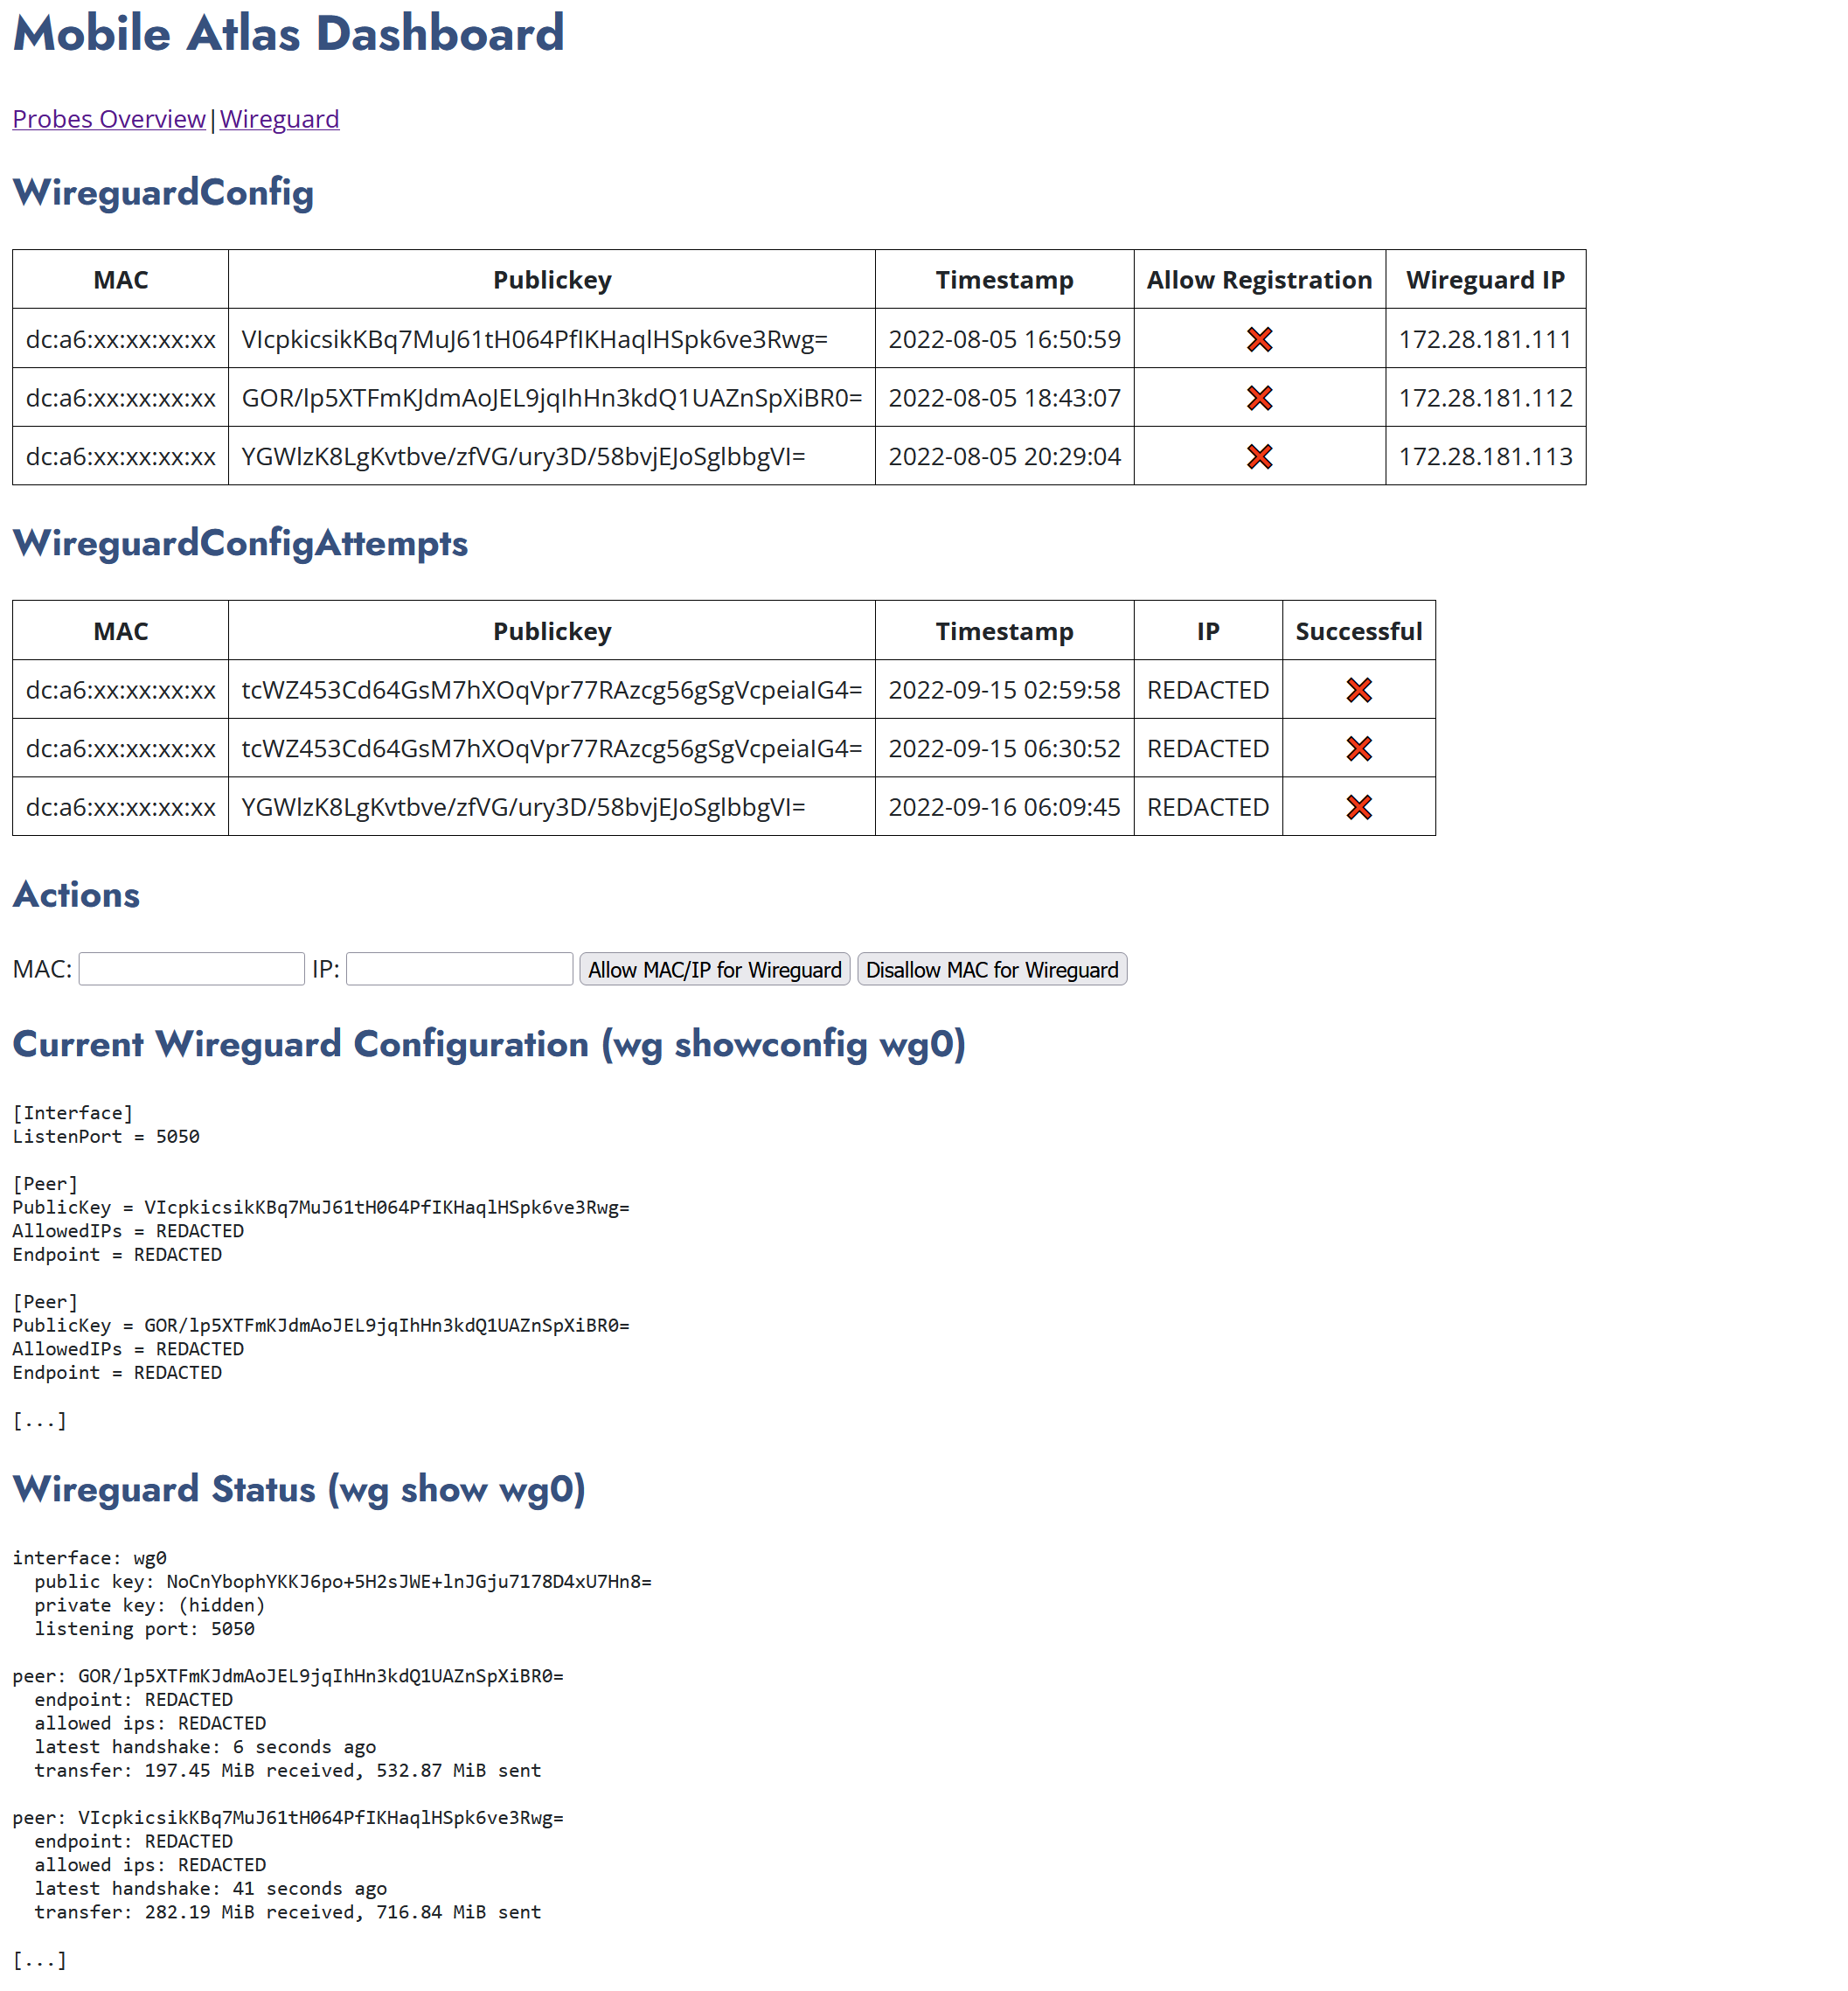 Mobile Atlas Dashboard
Probes Overview|Wireguard
WireguardConfig
MAC Publickey Timestamp Allow Registration Wireguard IP
dc:a6:xx:xx:xx:xx VIcpkicsikKBq7MuJ61tH064PfIKHaqlHSpk6ve3Rwg= 2022-08-05 16:50:59 ❌ 172.28.181.111
dc:a6:xx:xx:xx:xx GOR/lp5XTFmKJdmAoJEL9jqIhHn3kdQ1UAZnSpXiBR0= 2022-08-05 18:43:07 ❌ 172.28.181.112
dc:a6:xx:xx:xx:xx YGWlzK8LgKvtbve/zfVG/ury3D/58bvjEJoSglbbgVI= 2022-08-05 20:29:04 ❌ 172.28.181.113
WireguardConfigAttempts
MAC Publickey Timestamp IP Successful
dc:a6:xx:xx:xx:xx tcWZ453Cd64GsM7hXOqVpr77RAzcg56gSgVcpeiaIG4= 2022-09-15 02:59:58 REDACTED ❌
dc:a6:xx:xx:xx:xx tcWZ453Cd64GsM7hXOqVpr77RAzcg56gSgVcpeiaIG4= 2022-09-15 06:30:52 REDACTED ❌
dc:a6:xx:xx:xx:xx YGWlzK8LgKvtbve/zfVG/ury3D/58bvjEJoSglbbgVI= 2022-09-16 06:09:45 REDACTED ❌
Actions
MAC: IP: Allow MAC/IP for Wireguard Disallow MAC for Wireguard
Current Wireguard Configuration (wg showconfig wg0)
[Interface]
ListenPort = 5050
[Peer]
PublicKey = VIcpkicsikKBq7MuJ61tH064PfIKHaqlHSpk6ve3Rwg=
AllowedIPs = REDACTED
Endpoint = REDACTED
[Peer]
PublicKey = GOR/lp5XTFmKJdmAoJEL9jqIhHn3kdQ1UAZnSpXiBR0=
AllowedIPs = REDACTED
Endpoint = REDACTED
[...]
Wireguard Status (wg show wg0)
interface: wg0
public key: NoCnYbophYKKJ6po+5H2sJWE+lnJGju7178D4xU7Hn8=
private key: (hidden)
listening port: 5050
peer: GOR/lp5XTFmKJdmAoJEL9jqIhHn3kdQ1UAZnSpXiBR0=
endpoint: REDACTED
allowed ips: REDACTED
latest handshake: 6 seconds ago
transfer: 197.45 MiB received, 532.87 MiB sent
peer: VIcpkicsikKBq7MuJ61tH064PfIKHaqlHSpk6ve3Rwg=
endpoint: REDACTED
allowed ips: REDACTED
latest handshake: 41 seconds ago
transfer: 282.19 MiB received, 716.84 MiB sent
[...]